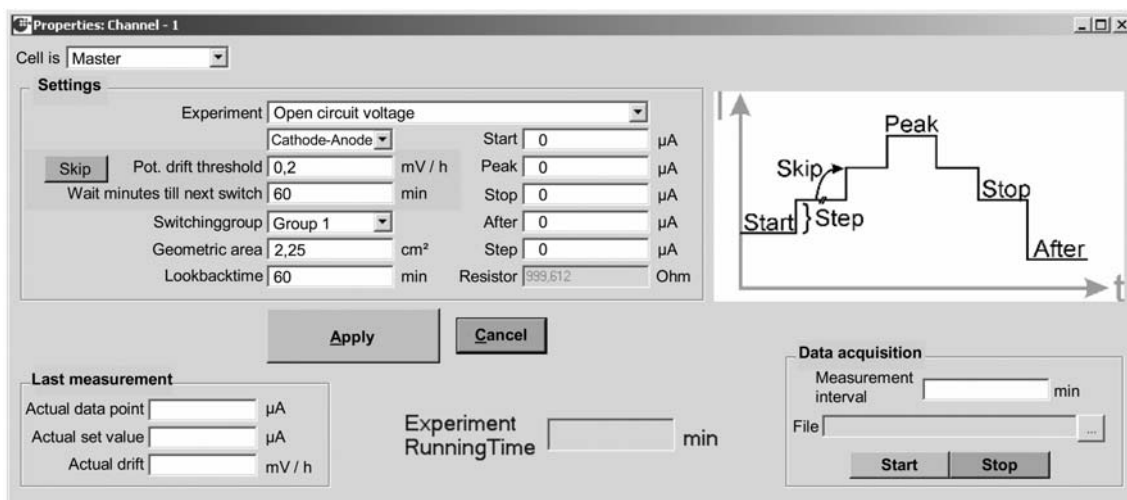 Properties: Channel - 1
Cell is Master
Settings
Experiment Open circuit voltage
Cathode-Anode
Start 0 µA
Skip Pot. drift threshold 0,2 mV / h
Peak 0 µA
Wait minutes till next switch 60 min
Stop 0 µA
Switchinggroup Group 1
After 0 µA
Geometric area 2,25 cm²
Step 0 µA
Lookbacktime 60 min
Resistor 999,612 Ohm
I
Peak
Skip
Stop
Start } Step
After
t
Apply
Cancel
Last measurement
Actual data point µA
Actual set value µA
Actual drift mV / h
Experiment
RunningTime min
Data acquisition
Measurement
interval min
File ...
Start Stop